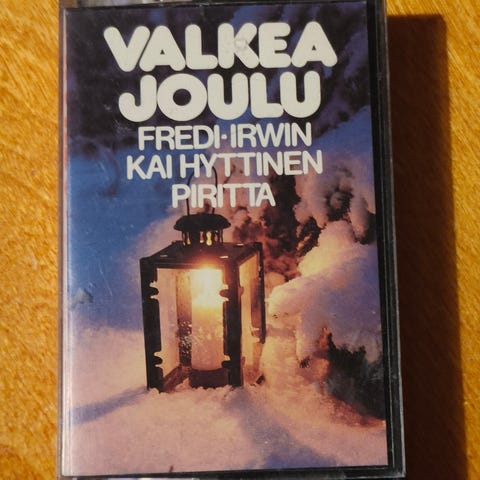 VALKEA
JOULU
FREDI·IRWIN
KAI HYTTINEN
PIRITTA